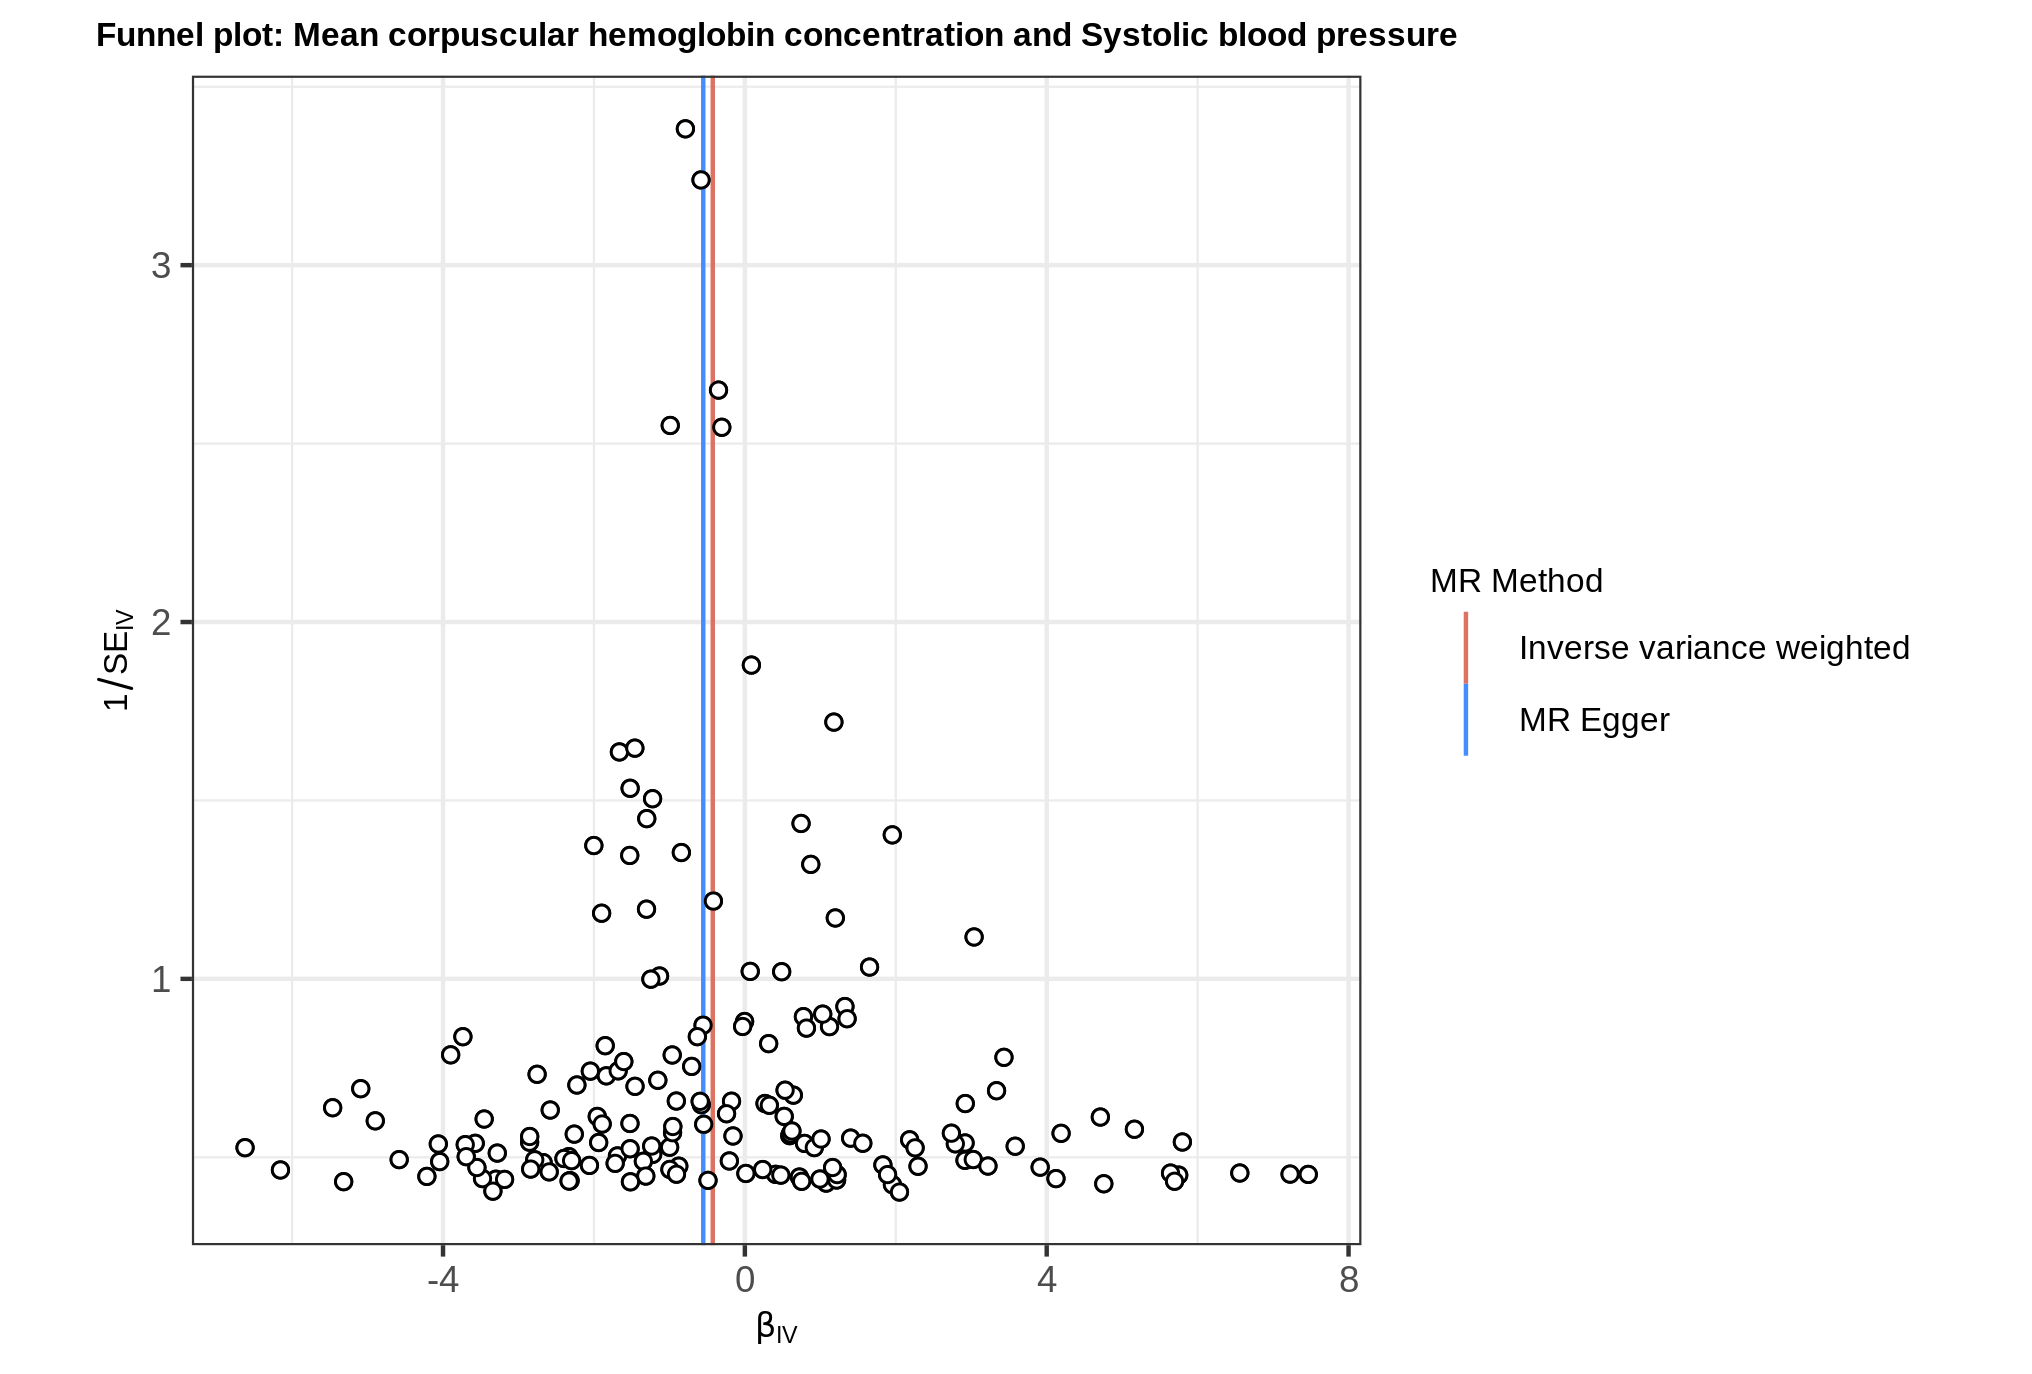 Funnel plot: Mean corpuscular hemoglobin concentration and Systolic blood pressure
3
2
1
1/SE_IV
-4 0 4 8
β_IV
MR Method
Inverse variance weighted
MR Egger